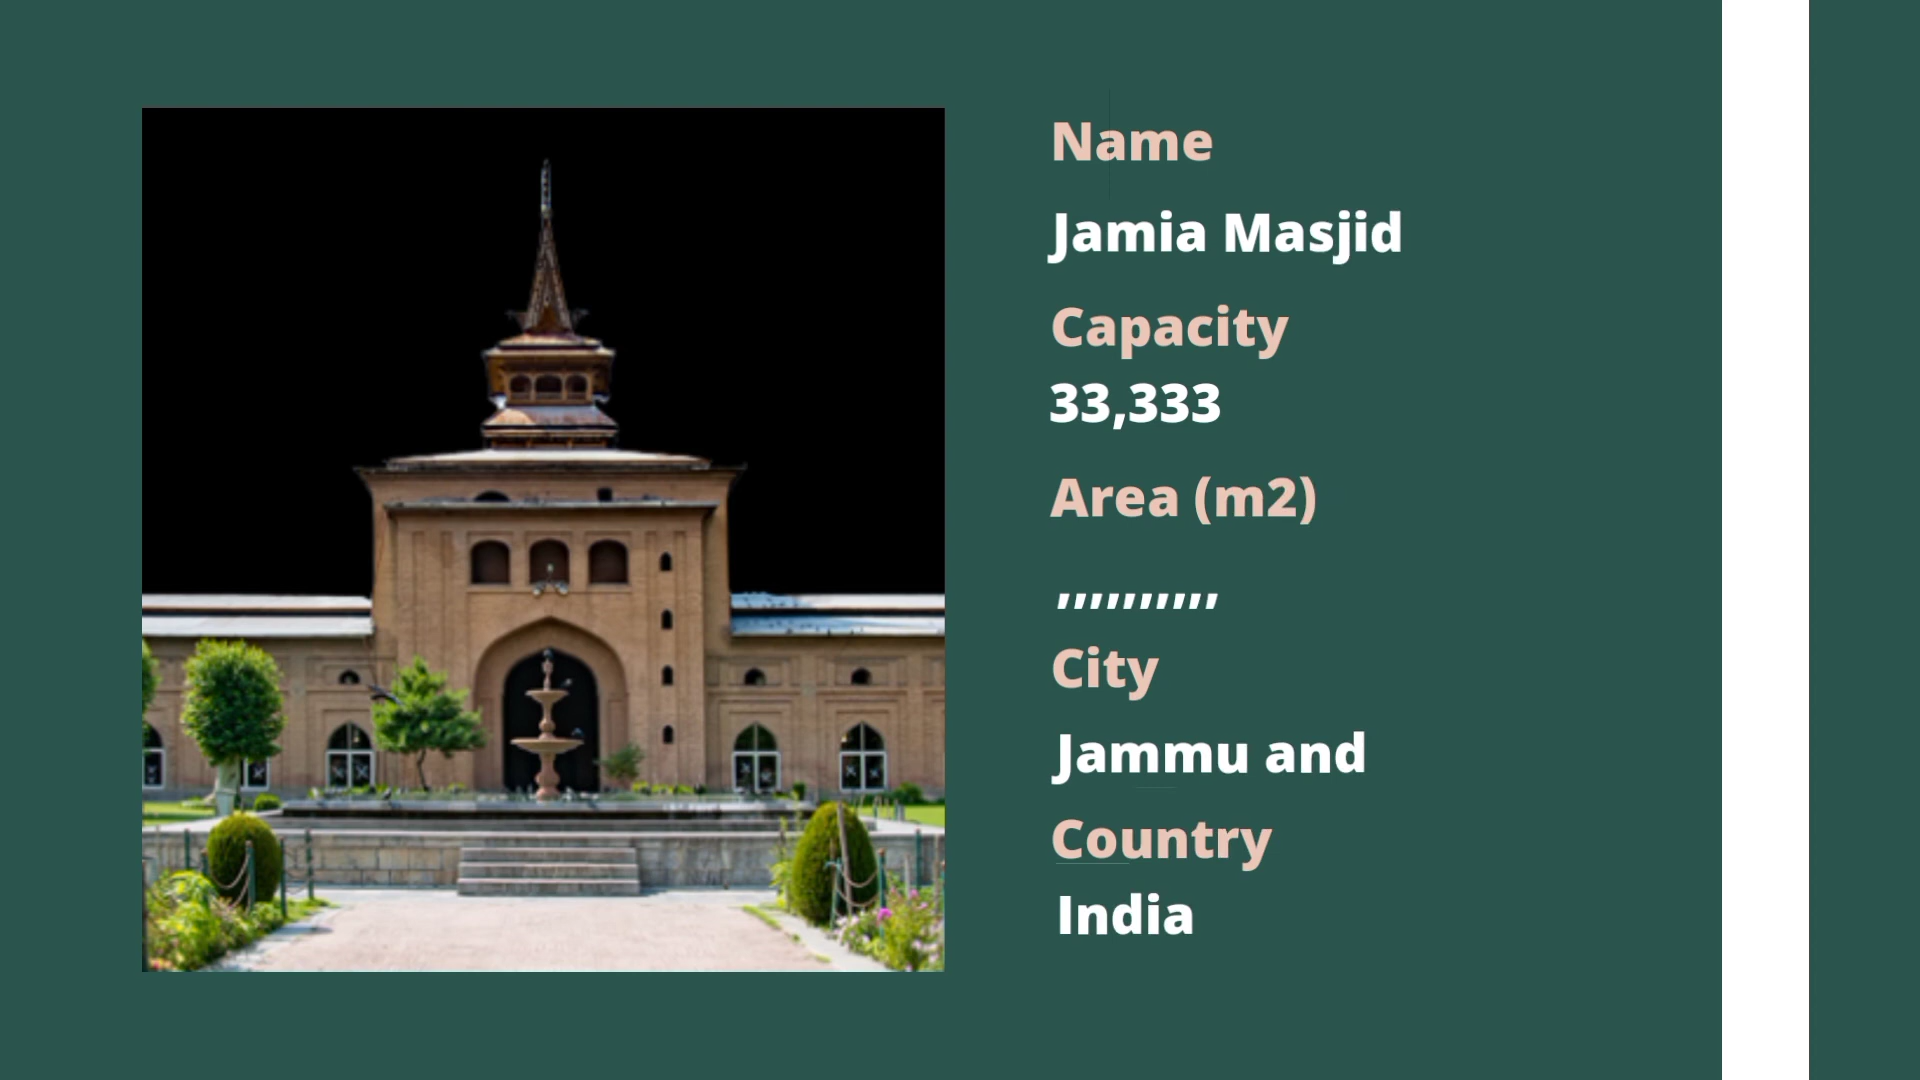 Name
Jamia Masjid
Capacity
33,333
Area (m2)
,,,,,,,,,,
City
Jammu and
Country
India